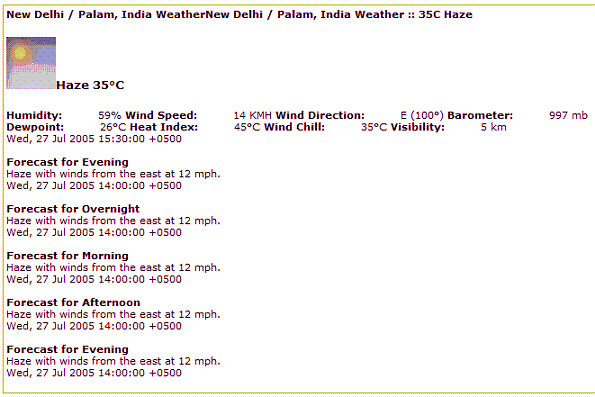 New Delhi / Palam, India WeatherNew Delhi / Palam, India Weather :: 35C Haze
Haze 35°C
Humidity: 59% Wind Speed: 14 KMH Wind Direction: E (100°) Barometer: 997 mb
Dewpoint: 26°C Heat Index: 45°C Wind Chill: 35°C Visibility: 5 km
Wed, 27 Jul 2005 15:30:00 +0500
Forecast for Evening
Haze with winds from the east at 12 mph.
Wed, 27 Jul 2005 14:00:00 +0500
Forecast for Overnight
Haze with winds from the east at 12 mph.
Wed, 27 Jul 2005 14:00:00 +0500
Forecast for Morning
Haze with winds from the east at 12 mph.
Wed, 27 Jul 2005 14:00:00 +0500
Forecast for Afternoon
Haze with winds from the east at 12 mph.
Wed, 27 Jul 2005 14:00:00 +0500
Forecast for Evening
Haze with winds from the east at 12 mph.
Wed, 27 Jul 2005 14:00:00 +0500